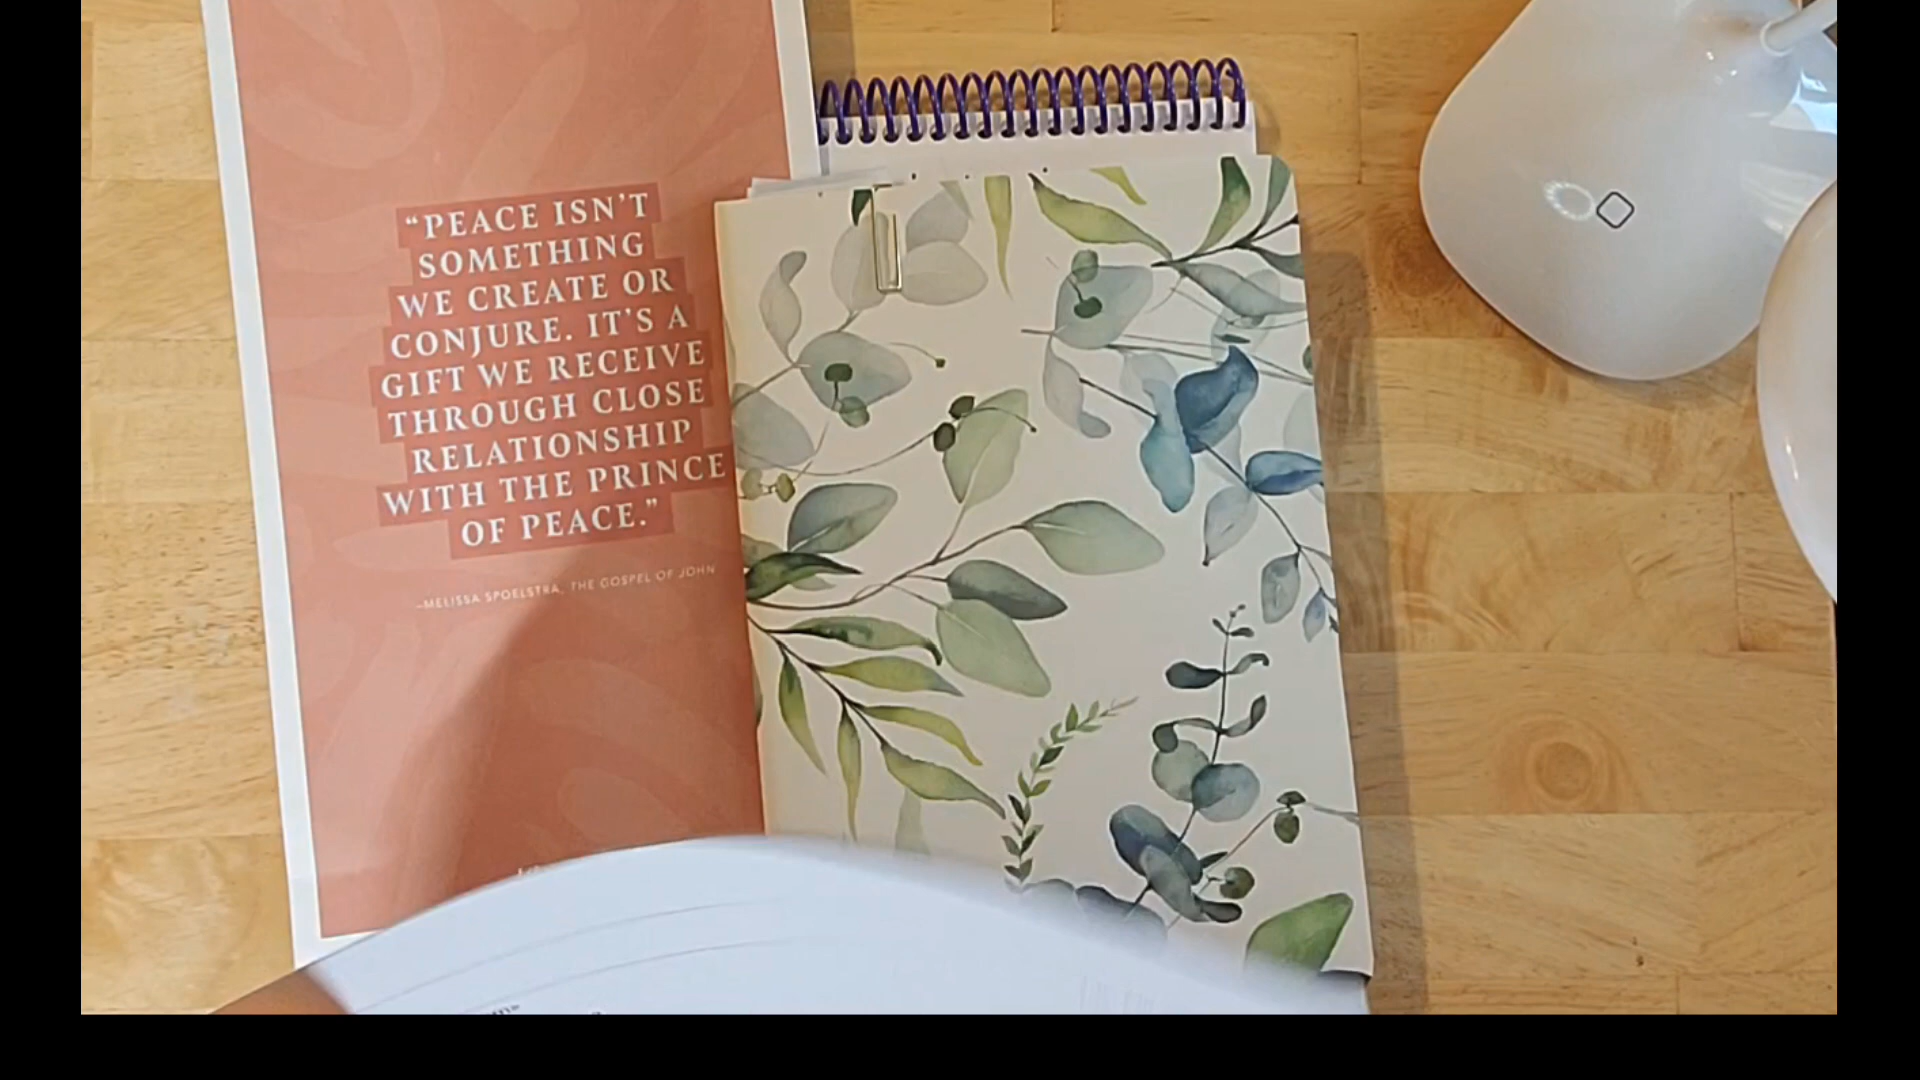 “PEACE ISN’T
SOMETHING
WE CREATE OR
CONJURE. IT’S A
GIFT WE RECEIVE
THROUGH CLOSE
RELATIONSHIP
WITH THE PRINCE
OF PEACE.”
–MELISSA SPOELSTRA, THE GOSPEL OF JOHN